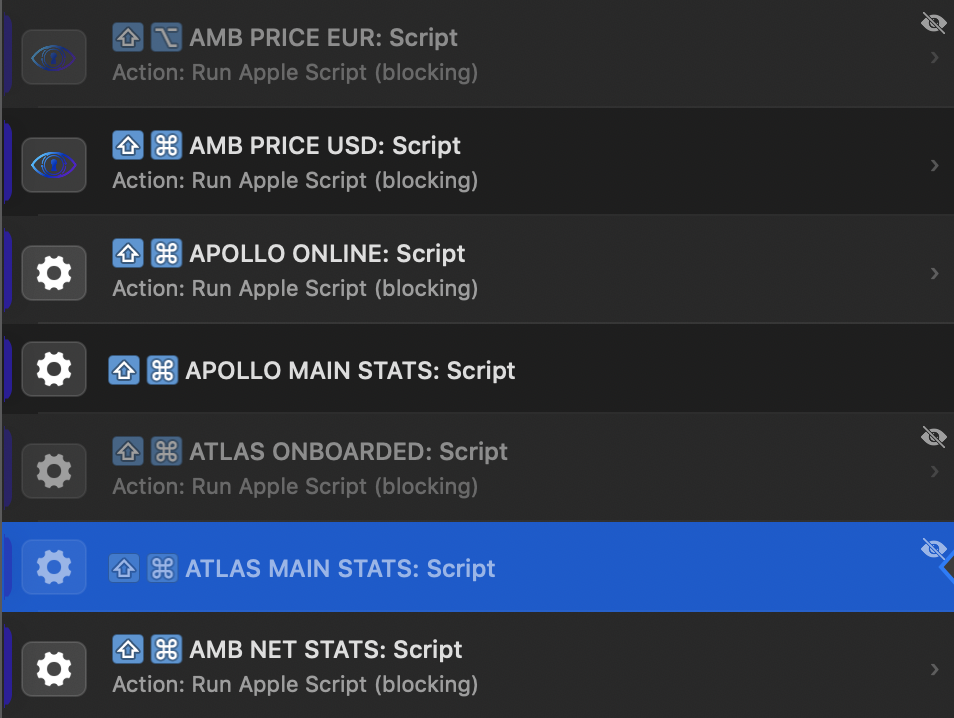 ⇧ ⌥ AMB PRICE EUR: Script
Action: Run Apple Script (blocking)
⇧ ⌘ AMB PRICE USD: Script
Action: Run Apple Script (blocking)
⇧ ⌘ APOLLO ONLINE: Script
Action: Run Apple Script (blocking)
⇧ ⌘ APOLLO MAIN STATS: Script
⇧ ⌘ ATLAS ONBOARDED: Script
Action: Run Apple Script (blocking)
⇧ ⌘ ATLAS MAIN STATS: Script
⇧ ⌘ AMB NET STATS: Script
Action: Run Apple Script (blocking)